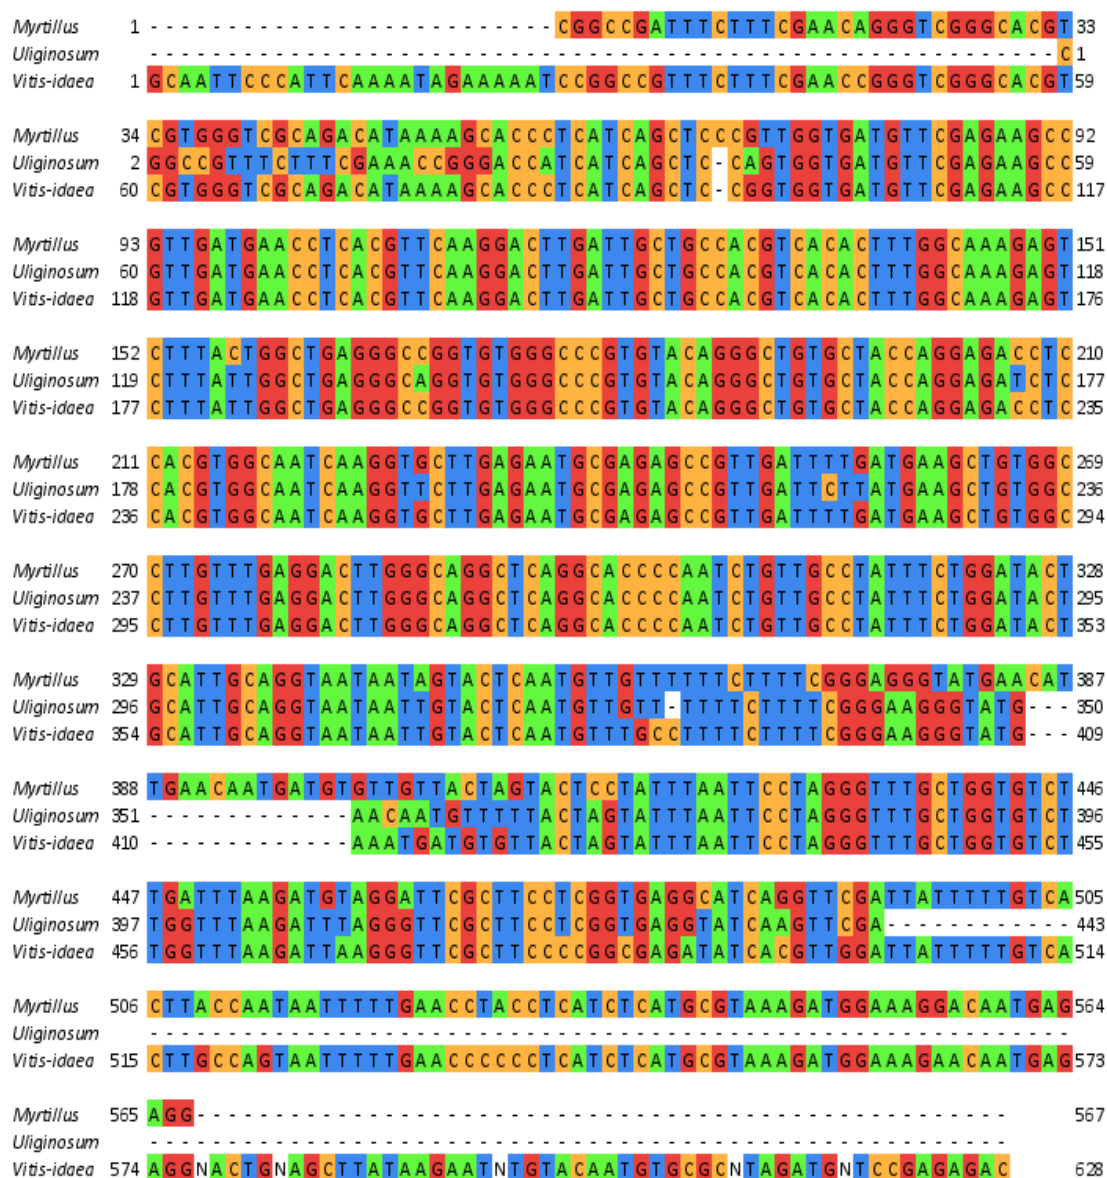 Myrtillus 1 --------------------------CGGCCGATTTCTTTCGAACAGGGTCGGGCACGT 33
Uliginosum ----------------------------------------------------------C 1
Vitis-idaea 1 GCAATTCCCATTCAAAATAGAAAAATCCGGCCGTTTCTTTCGAACCGGGTCGGGCACGT 59
Myrtillus 34 CGTGGGTCGCAGACATAAAAGCACCCTCATCAGCTCCCGTTGGTGATGTTCGAGAAGCC 92
Uliginosum 2 GGCCGTTTCTTTCGAAACCGGGACCATCATCAGCTC-CAGTGGTGATGTTCGAGAAGCC 59
Vitis-idaea 60 CGTGGGTCGCAGACATAAAAGCACCCTCATCAGCTC-CGGTGGTGATGTTCGAGAAGCC 117
Myrtillus 93 GTTGATGAACCTCACGTTCAAGGACTTGATTGCTGCCACGTCACACTTTGGCAAAGAGT 151
Uliginosum 60 GTTGATGAACCTCACGTTCAAGGACTTGATTGCTGCCACGTCACACTTTGGCAAAGAGT 118
Vitis-idaea 118 GTTGATGAACCTCACGTTCAAGGACTTGATTGCTGCCACGTCACACTTTGGCAAAGAGT 176
Myrtillus 152 CTTTACTGGCTGAGGGCCGGTGTGGGCCCGTGTACAGGGCTGTGCTACCAGGAGACCTC 210
Uliginosum 119 CTTTATTGGCTGAGGGCAGGTGTGGGCCCGTGTACAGGGCTGTGCTACCAGGAGATCTC 177
Vitis-idaea 177 CTTTATTGGCTGAGGGCCGGTGTGGGCCCGTGTACAGGGCTGTGCTACCAGGAGACCTC 235
Myrtillus 211 CACGTGGCAATCAAGGTGCTTGAGAATGCGAGAGCCGTTGATTTTGATGAAGCTGTGGC 269
Uliginosum 178 CACGTGGCAATCAAGGTTCTTGAGAATGCGAGAGCCGTTGATTCTTATGAAGCTGTGGC 236
Vitis-idaea 236 CACGTGGCAATCAAGGTGCTTGAGAATGCGAGAGCCGTTGATTTTGATGAAGCTGTGGC 294
Myrtillus 270 CTTGTTTGAGGACTTGGGCAGGCTCAGGCACCCCAATCTGTTGCCTATTTCTGGATACT 328
Uliginosum 237 CTTGTTTGAGGACTTGGGCAGGCTCAGGCACCCCAATCTGTTGCCTATTTCTGGATACT 295
Vitis-idaea 295 CTTGTTTGAGGACTTGGGCAGGCTCAGGCACCCCAATCTGTTGCCTATTTCTGGATACT 353
Myrtillus 329 GCATTGCAGGTAATAATAGTACTCAATGTTGTTTTTTCTTTTCGGGAGGGTATGAACAT 387
Uliginosum 296 GCATTGCAGGTAATAATTGTACTCAATGTTGTT-TTTTCTTTTCGGGAAGGGTATG--- 350
Vitis-idaea 354 GCATTGCAGGTAATAATTGTACTCAATGTTTGCCTTTTCTTTTCGGGAAGGGTATG--- 409
Myrtillus 388 TGAACAATGATGTGTTGTTACTAGTACTCCTATTTAATTCCTAGGGTTTGCTGGTGTCT 446
Uliginosum 351 -------------AACAATGTTTTTACTAGTATTTAATTCCTAGGGTTTGCTGGTGTCT 396
Vitis-idaea 410 -------------AAATGATGTGTTACTAGTATTTAATTCCTAGGGTTTGCTGGTGTCT 455
Myrtillus 447 TGATTTAAGATGTAGGATTCGCTTCCTCGGTGAGGCATCAGGTTCGATTATTTTTGTCA 505
Uliginosum 397 TGGTTTAAGATTTAGGGTTCGCTTCCTCGGTGAGGTATCAAGTTCGA------------ 443
Vitis-idaea 456 TGGTTTAAGATTAAGGGTTCGCTTCCCCGGCGAGATATCACGTTGGATTATTTTTGTCA 514
Myrtillus 506 CTTACCAATAATTTTTGAACCTACCTCATCTCATGCGTAAAGATGGAAAGGACAATGAG 564
Uliginosum -----------------------------------------------------------
Vitis-idaea 515 CTTGCCAGTAATTTTTGAACCCCCCTCATCTCATGCGTAAAGATGGAAAGAACAATGAG 573
Myrtillus 565 AGG---------------------------------------------------- 567
Uliginosum -------------------------------------------------------
Vitis-idaea 574 AGGNACTGNAGCTTATAAGAATNTGTACAATGTGCGCNTAGATGNTCCGAGAGAC 628